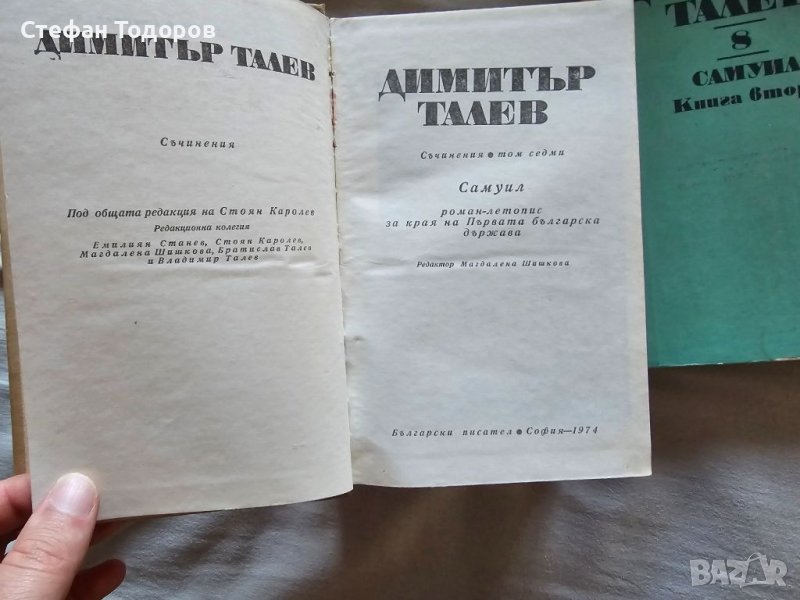 Стефан Тодоров
ДИМИТЪР ТАЛЕВ
Съчинения
Под общата редакция на Стоян Каролев
Редакционна колегия
Емилиян Станев, Стоян Каролев,
Магдалена Шишкова, Братислав Талев
и Владимир Талев
ДИМИТЪР
ТАЛЕВ
Съчинения • том седми
Самуил
роман-летопис
за края на Първата българска
държава
Редактор Магдалена Шишкова
Български писател • София—1974
ТАЛЕВ
8
САМУИЛ
Книга
BAZAR